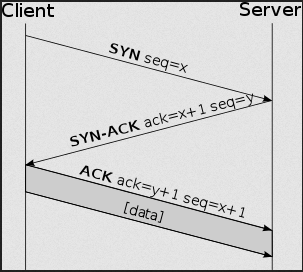 Client
Server
SYN seq=x
SYN-ACK ack=x+1 seq=y
ACK ack=y+1 seq=x+1
[data]